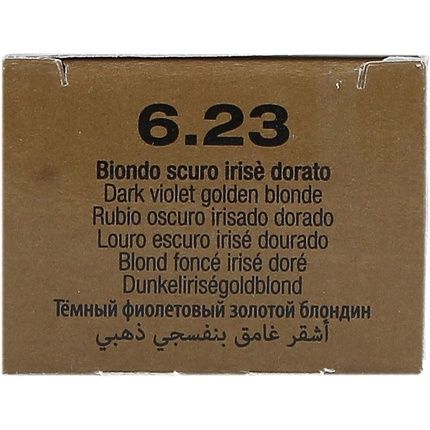 6.23
Biondo scuro irisè dorato
Dark violet golden blonde
Rubio oscuro irisado dorado
Louro escuro irisé dourado
Blond foncé irisé doré
Dunkeliriségoldblond
Тёмный фиолетовый золотой блондин
أشقر غامق بنفسجي ذهبي